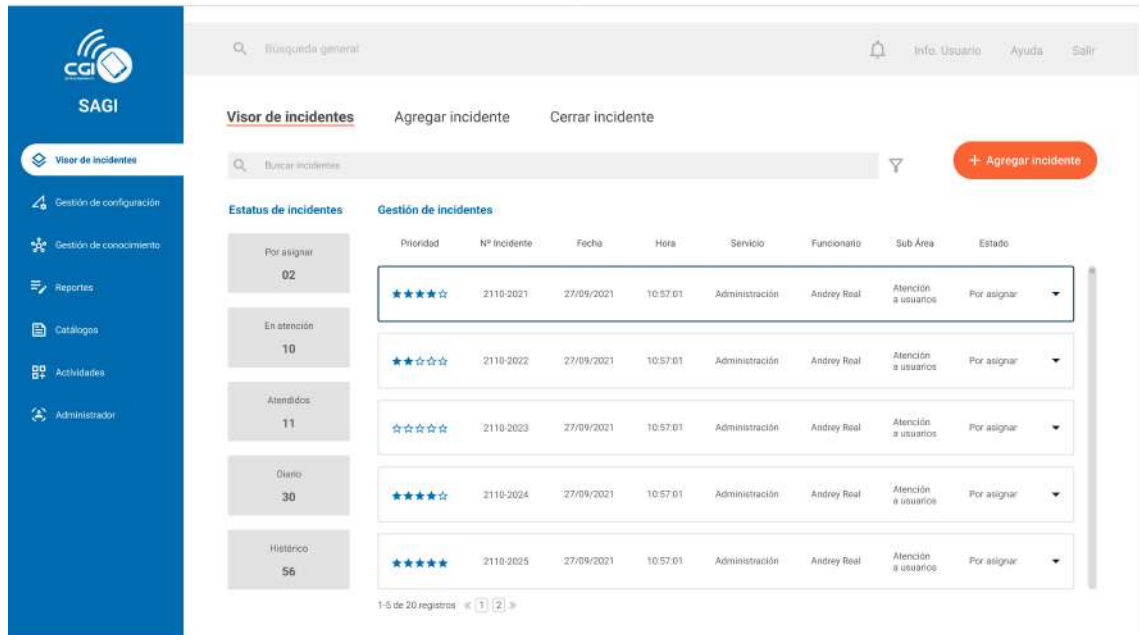 CGI
SAGI
Visor de incidentes
Gestión de configuración
Gestión de conocimiento
Reportes
Catálogos
Actividades
Administrador
Búsqueda general
Info. Usuario Ayuda Salir
Visor de incidentes Agregar incidente Cerrar incidente
Buscar incidentes
+ Agregar incidente
Estatus de incidentes
Por asignar
02
En atención
10
Atendidos
11
Diario
30
Histórico
56
Gestión de incidentes
Prioridad Nº Incidente Fecha Hora Servicio Funcionario Sub Área Estado
★★★★☆ 2110-2021 27/09/2021 10:57:01 Administración Andrey Real Atención a usuarios Por asignar
★★☆☆☆ 2110-2022 27/09/2021 10:57:01 Administración Andrey Real Atención a usuarios Por asignar
☆☆☆☆☆ 2110-2023 27/09/2021 10:57:01 Administración Andrey Real Atención a usuarios Por asignar
★★★★☆ 2110-2024 27/09/2021 10:57:01 Administración Andrey Real Atención a usuarios Por asignar
★★★★★ 2110-2025 27/09/2021 10:57:01 Administración Andrey Real Atención a usuarios Por asignar
1-5 de 20 registros « 1 2 »